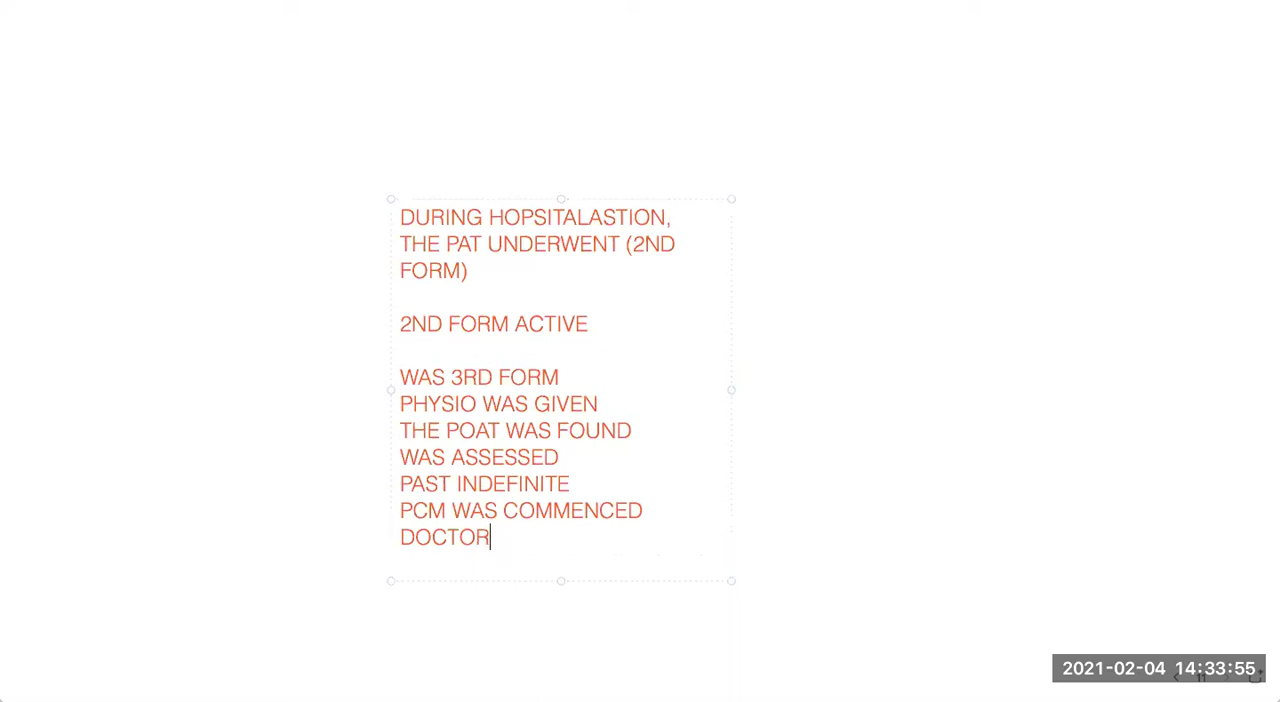 DURING HOPSITALASTION,
THE PAT UNDERWENT (2ND
FORM)
2ND FORM ACTIVE
WAS 3RD FORM
PHYSIO WAS GIVEN
THE POAT WAS FOUND
WAS ASSESSED
PAST INDEFINITE
PCM WAS COMMENCED
DOCTOR
2021-02-04 14:33:55